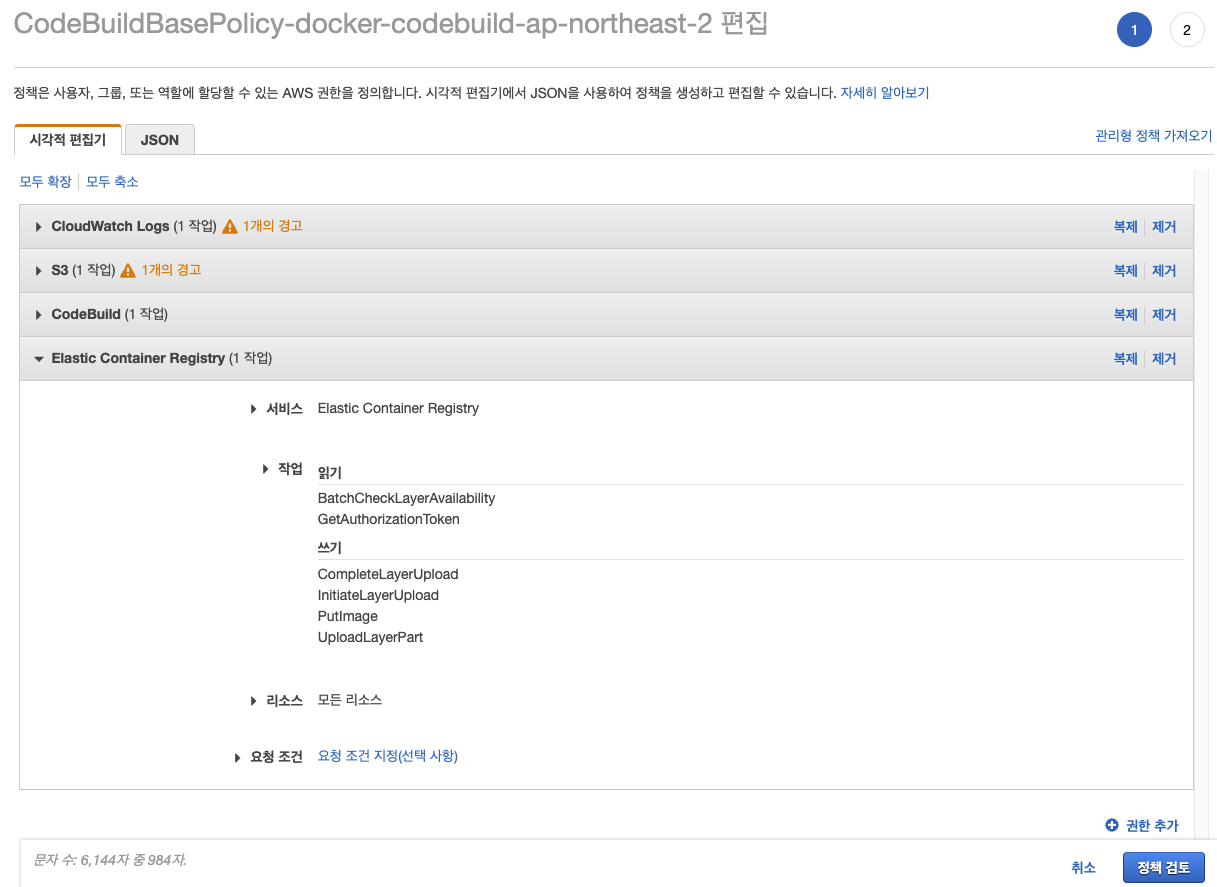 CodeBuildBasePolicy-docker-codebuild-ap-northeast-2 편집
1 2
정책은 사용자, 그룹, 또는 역할에 할당할 수 있는 AWS 권한을 정의합니다. 시각적 편집기에서 JSON을 사용하여 정책을 생성하고 편집할 수 있습니다. 자세히 알아보기
시각적 편집기 JSON 관리형 정책 가져오기
모두 확장 모두 축소
CloudWatch Logs (1 작업) 1개의 경고 복제 제거
S3 (1 작업) 1개의 경고 복제 제거
CodeBuild (1 작업) 복제 제거
Elastic Container Registry (1 작업) 복제 제거
서비스 Elastic Container Registry
작업 읽기
BatchCheckLayerAvailability
GetAuthorizationToken
쓰기
CompleteLayerUpload
InitiateLayerUpload
PutImage
UploadLayerPart
리소스 모든 리소스
요청 조건 요청 조건 지정(선택 사항)
권한 추가
문자 수: 6,144자 중 984자.
취소 정책 검토